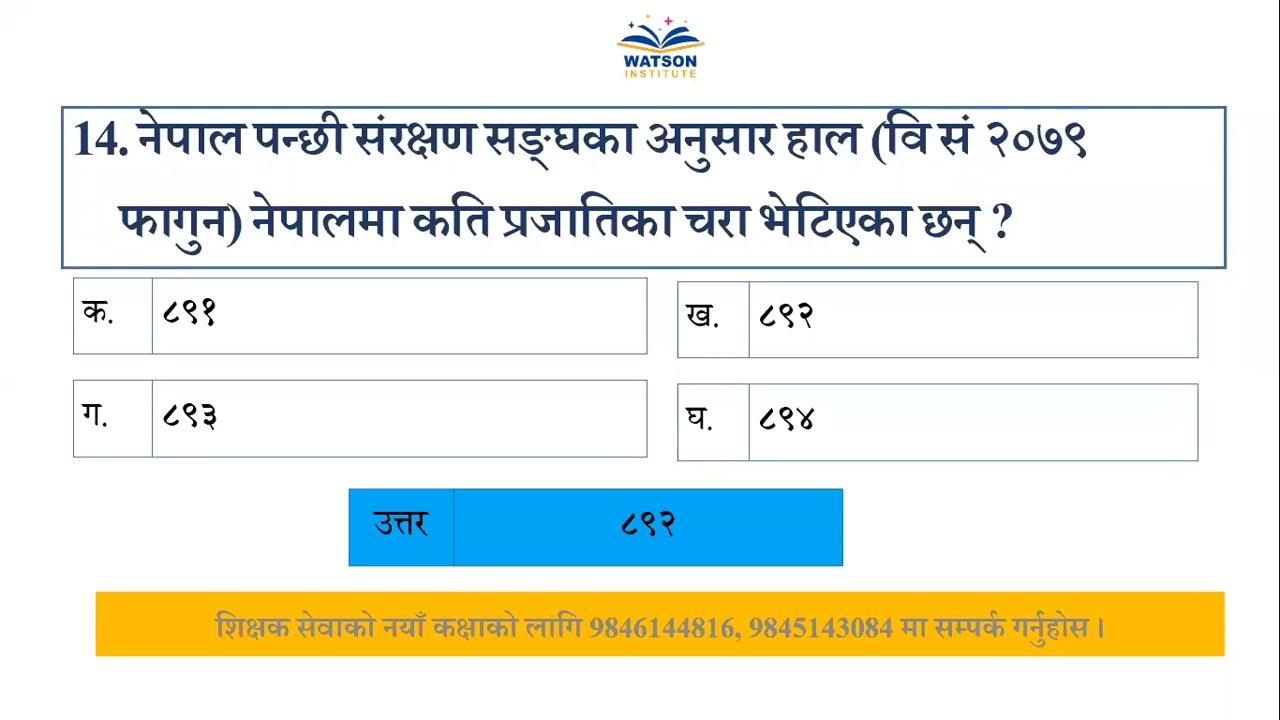 WATSON
INSTITUTE
14. नेपाल पन्छी संरक्षण सङ्घका अनुसार हाल (वि सं २०७९
फागुन) नेपालमा कति प्रजातिका चरा भेटिएका छन् ?
क. ८९१
ख. ८९२
ग. ८९३
घ. ८९४
उत्तर ८९२
शिक्षक सेवाको नयाँ कक्षाको लागि 9846144816, 9845143084 मा सम्पर्क गर्नुहोस ।